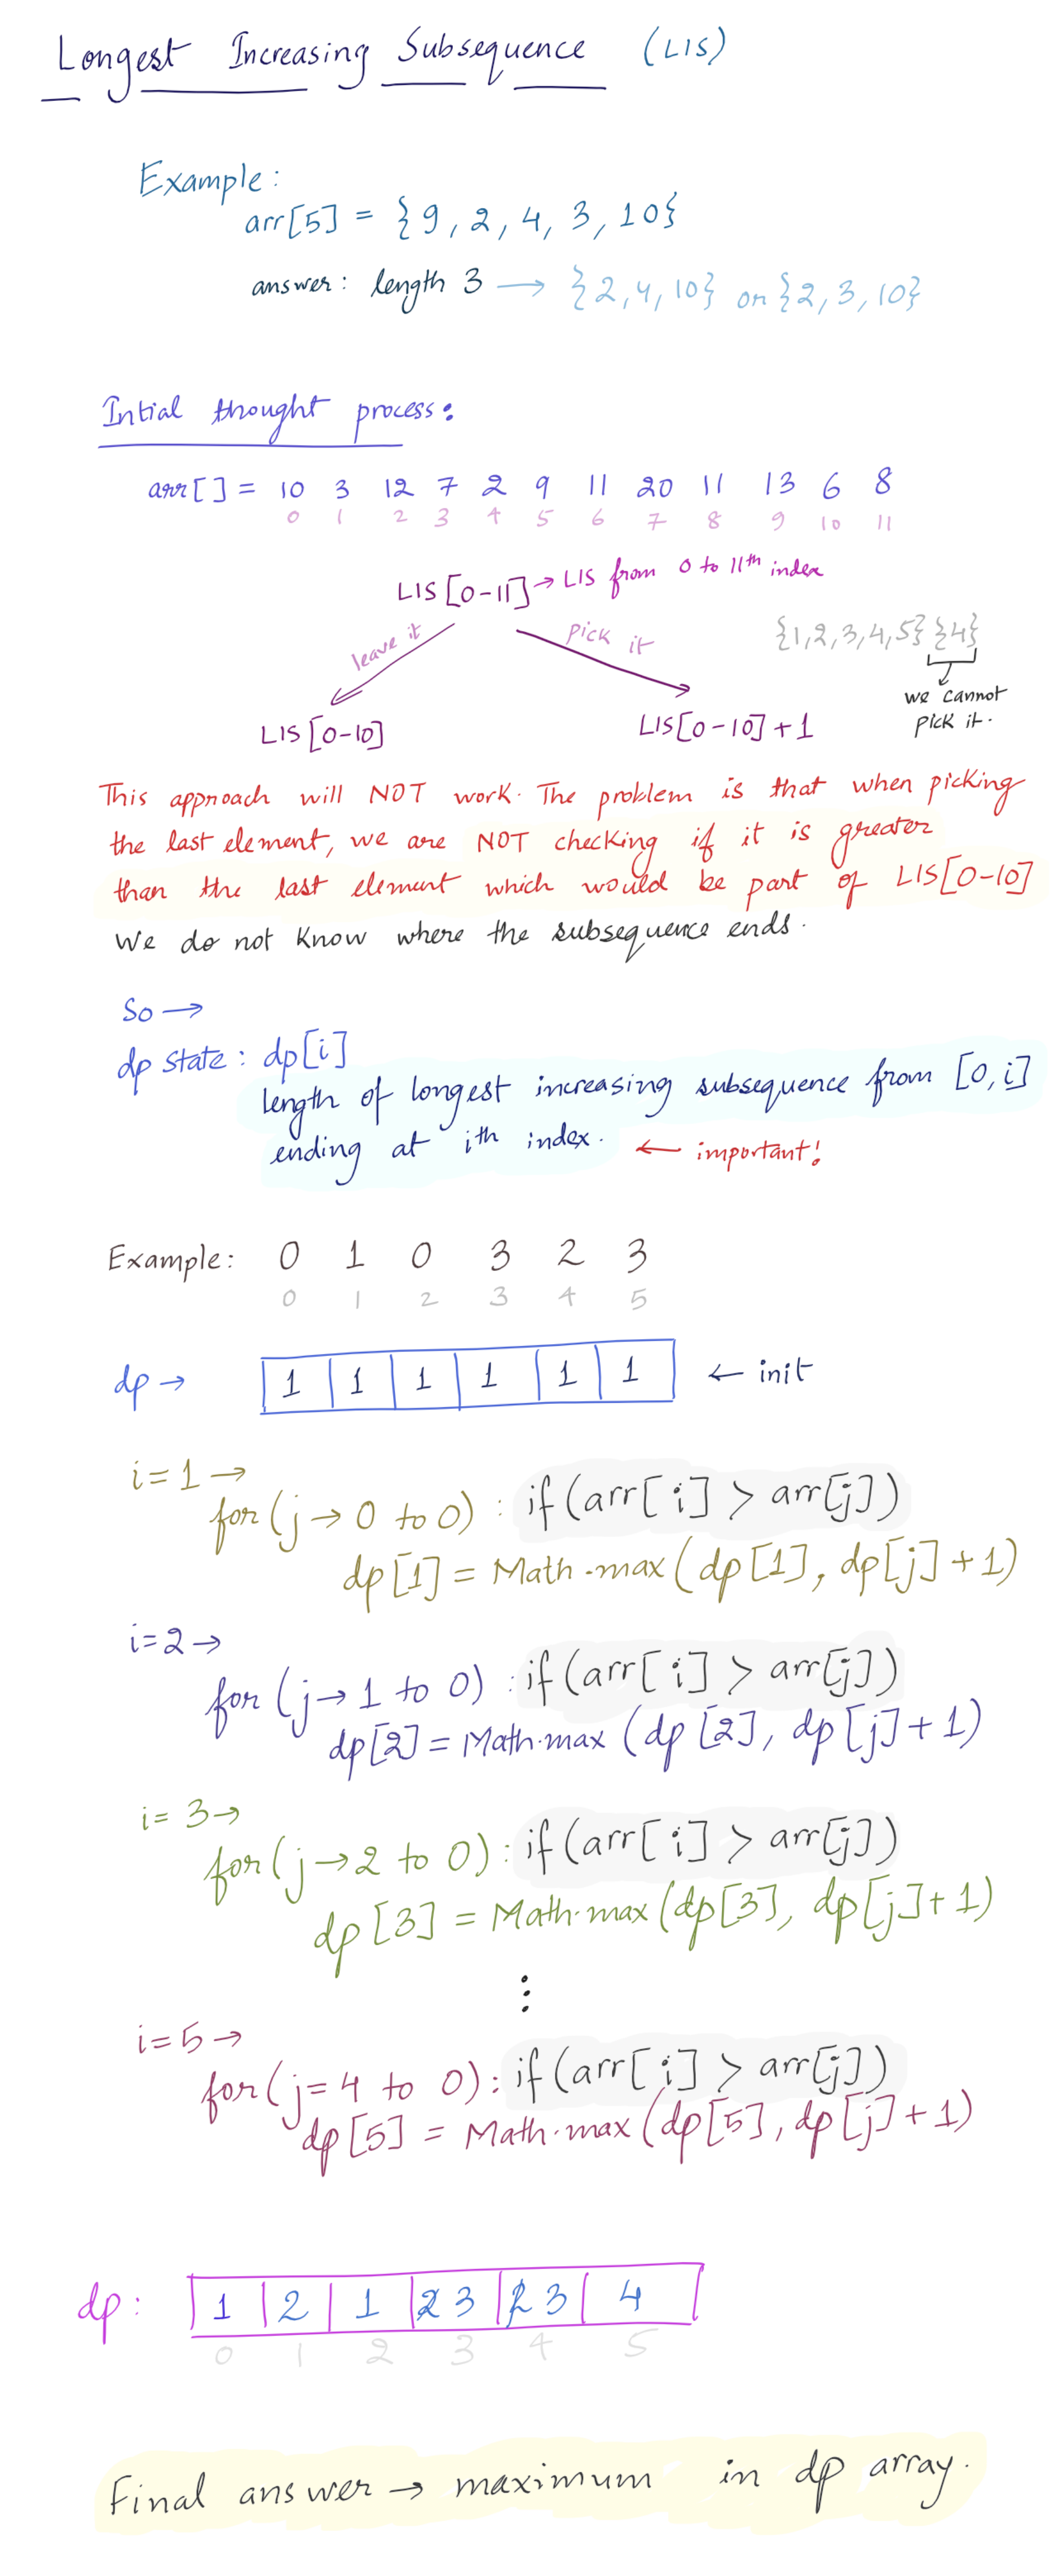 Longest Increasing Subsequence (LIS)
Example:
arr[5] = {9, 2, 4, 3, 10}
answer: length 3 → {2, 4, 10} or {2, 3, 10}
Intial thought process:
arr[] = 10 3 12 7 2 9 11 20 11 13 6 8
0 1 2 3 4 5 6 7 8 9 10 11
LIS[0-11] → LIS from 0 to 11th index
leave it
pick it
{1,2,3,4,5} {4}
we cannot
pick it.
LIS[0-10]
LIS[0-10] + 1
This approach will NOT work. The problem is that when picking
the last element, we are NOT checking if it is greater
than the last element which would be part of LIS[0-10]
We do not know where the subsequence ends.
So →
dp state: dp[i]
length of longest increasing subsequence from [0, i]
ending at ith index. ← important!
Example: 0 1 0 3 2 3
0 1 2 3 4 5
dp → 1 1 1 1 1 1 ← init
i = 1 →
for (j → 0 to 0) : if (arr[i] > arr[j])
dp[1] = Math.max (dp[1], dp[j] + 1)
i=2 →
for (j → 1 to 0) : if (arr[i] > arr[j])
dp[2] = Math.max (dp[2], dp[j] + 1)
i= 3 →
for (j → 2 to 0) : if (arr[i] > arr[j])
dp[3] = Math.max (dp[3], dp[j] + 1)
⋮
i=5 →
for (j=4 to 0) : if (arr[i] > arr[j])
dp[5] = Math.max (dp[5], dp[j] + 1)
dp: 1 2 1 2 3 2 3 4
0 1 2 3 4 5
Final answer → maximum in dp array.